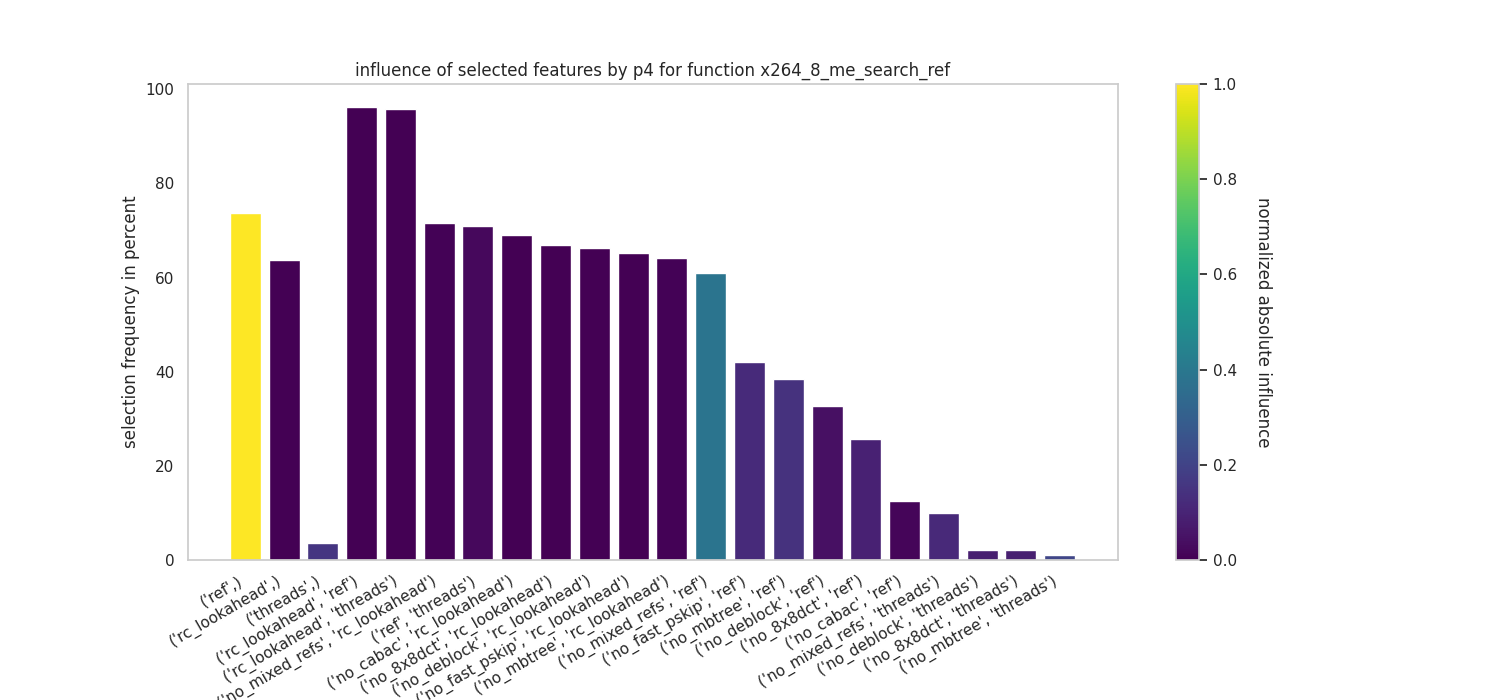 influence of selected features by p4 for function x264_8_me_search_ref
selection frequency in percent
100
80
60
40
20
0
('ref',)
('rc_lookahead',)
('threads',)
('rc_lookahead', 'ref')
('rc_lookahead', 'threads')
'no_mixed_refs', 'rc_lookahead')
('ref', 'threads')
('no_cabac', 'rc_lookahead')
('no_8x8dct', 'rc_lookahead')
('no_deblock', 'rc_lookahead')
('no_fast_pskip', 'rc_lookahead')
('no_mbtree', 'rc_lookahead')
('no_mixed_refs', 'ref')
('no_fast_pskip', 'ref')
('no_mbtree', 'ref')
('no_deblock', 'ref')
('no_8x8dct', 'ref')
('no_cabac', 'ref')
('no_mixed_refs', 'threads')
('no_deblock', 'threads')
('no_8x8dct', 'threads')
('no_mbtree', 'threads')
1.0
0.8
0.6
0.4
0.2
0.0
normalized absolute influence